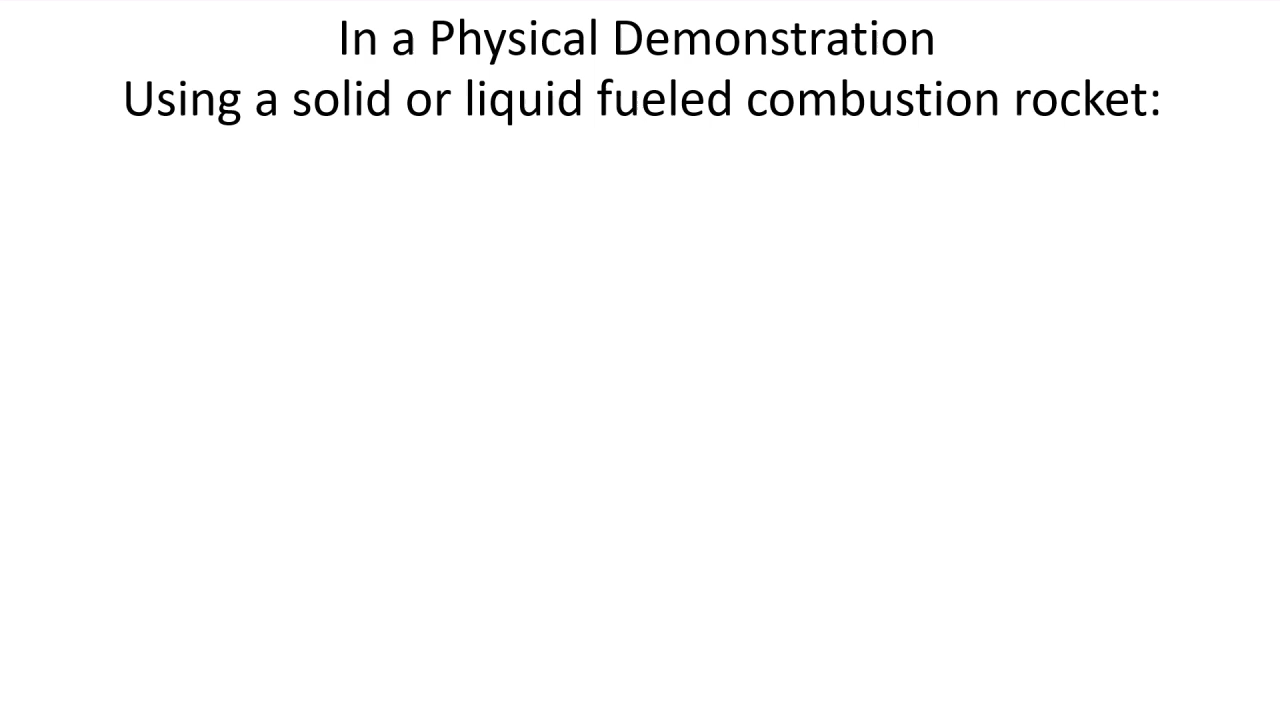 In a Physical Demonstration
Using a solid or liquid fueled combustion rocket: